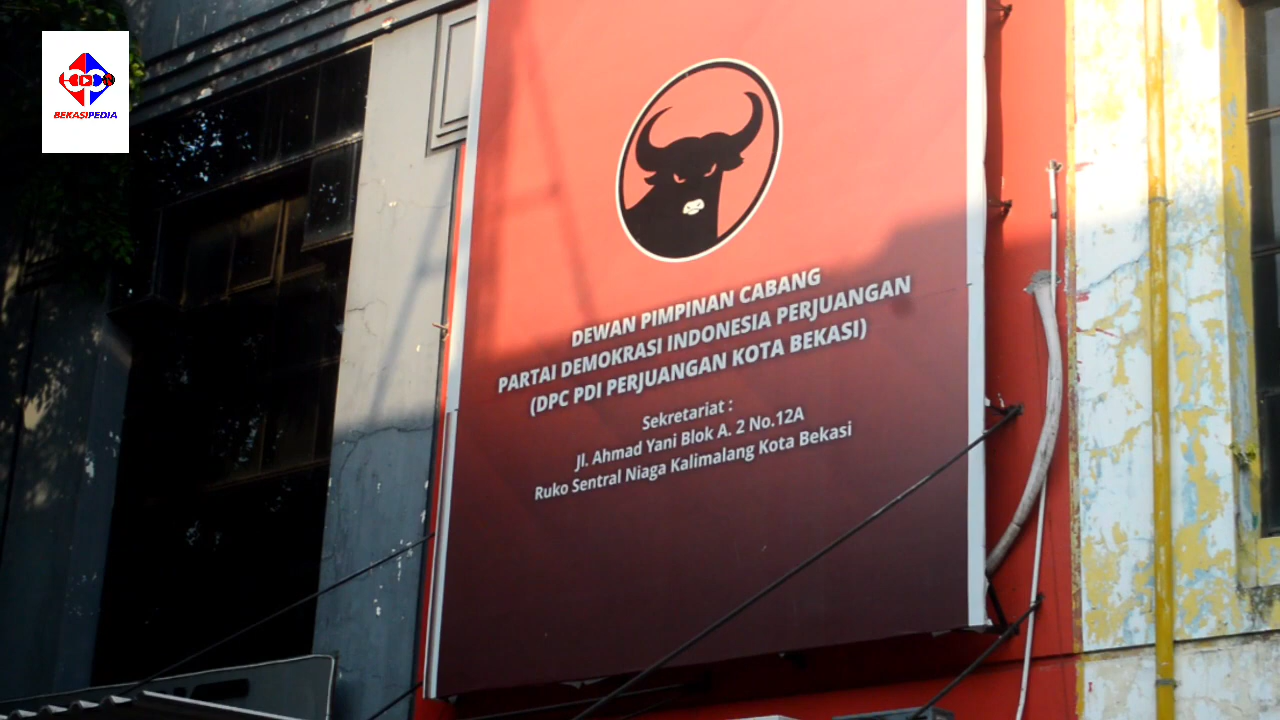 BEKASIPEDIA
DEWAN PIMPINAN CABANG
PARTAI DEMOKRASI INDONESIA PERJUANGAN
(DPC PDI PERJUANGAN KOTA BEKASI)
Sekretariat :
Jl. Ahmad Yani Blok A. 2 No.12A
Ruko Sentral Niaga Kalimalang Kota Bekasi